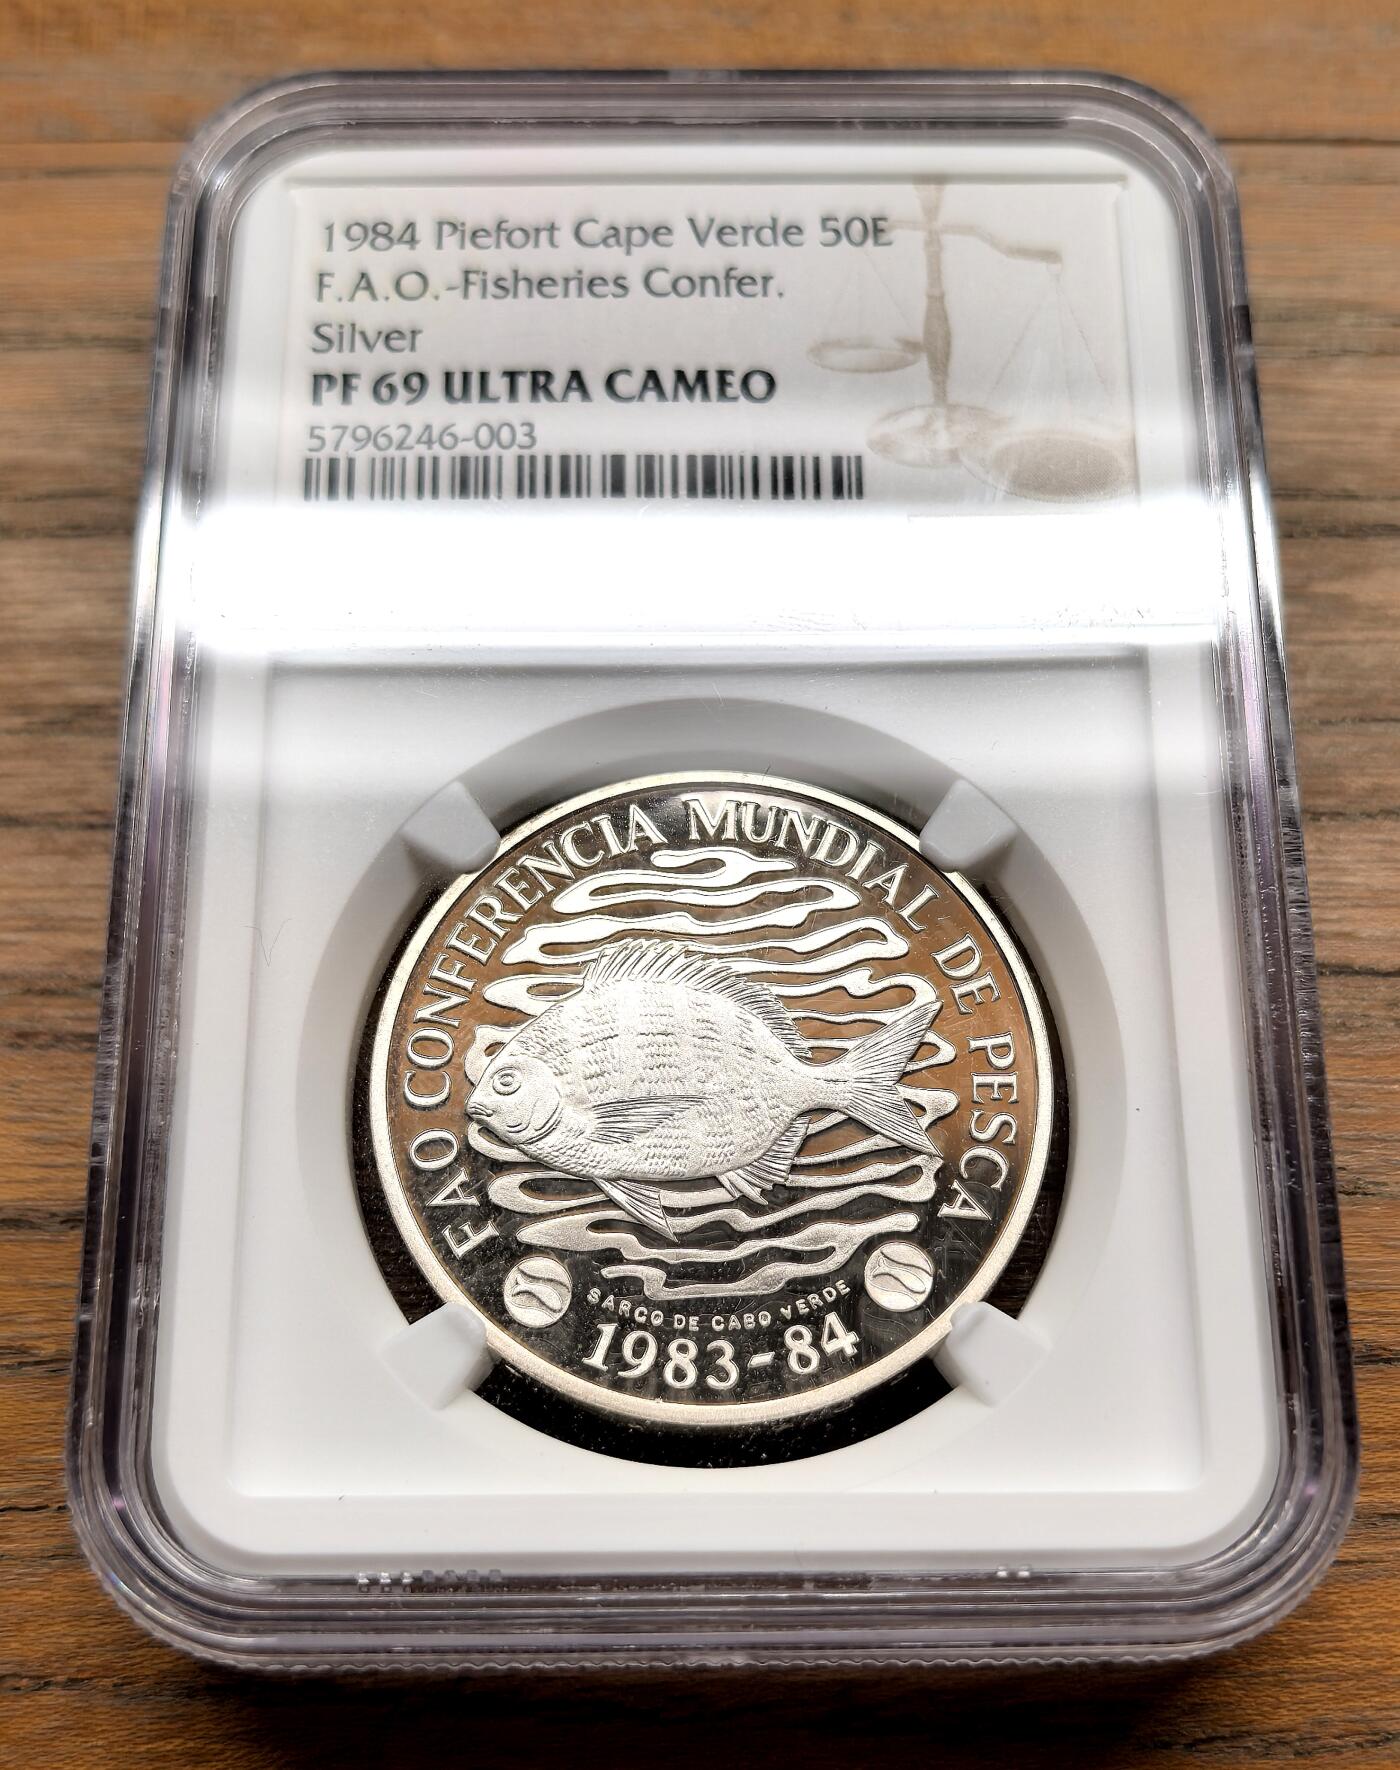 1984 Piefort Cape Verde 50E
F.A.O.-Fisheries Confer.
Silver
PF 69 ULTRA CAMEO
5796246-003
FAO CONFERENCIA MUNDIAL DE PESCA
SARGO DE CABO VERDE
1983-84